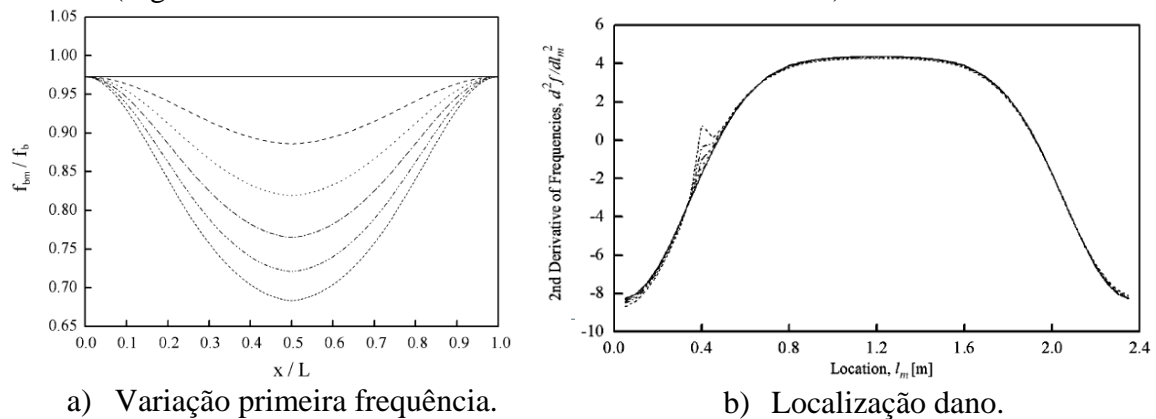 1.05
1.00
0.95
0.90
0.85
0.80
0.75
0.70
0.65
f_bm / f_b
0.0 0.1 0.2 0.3 0.4 0.5 0.6 0.7 0.8 0.9 1.0
x / L
a) Variação primeira frequência.
6
4
2
0
-2
-4
-6
-8
-10
2nd Derivative of Frequencies, d²f/dl_m²
0.0 0.4 0.8 1.2 1.6 2.0 2.4
Location, l_m [m]
b) Localização dano.